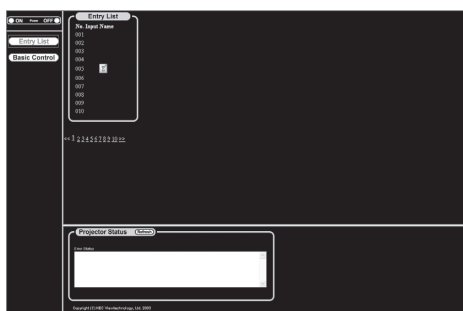 ON Power OFF
Entry List
Basic Control
Entry List
No. Input Name
001
002
003
004
005
006
007
008
009
010
<< 1 2 3 4 5 6 7 8 9 10 >>
Projector Status
Refresh
Error Status
Copyright (C) NEC Viewtechnology, Ltd. 2003